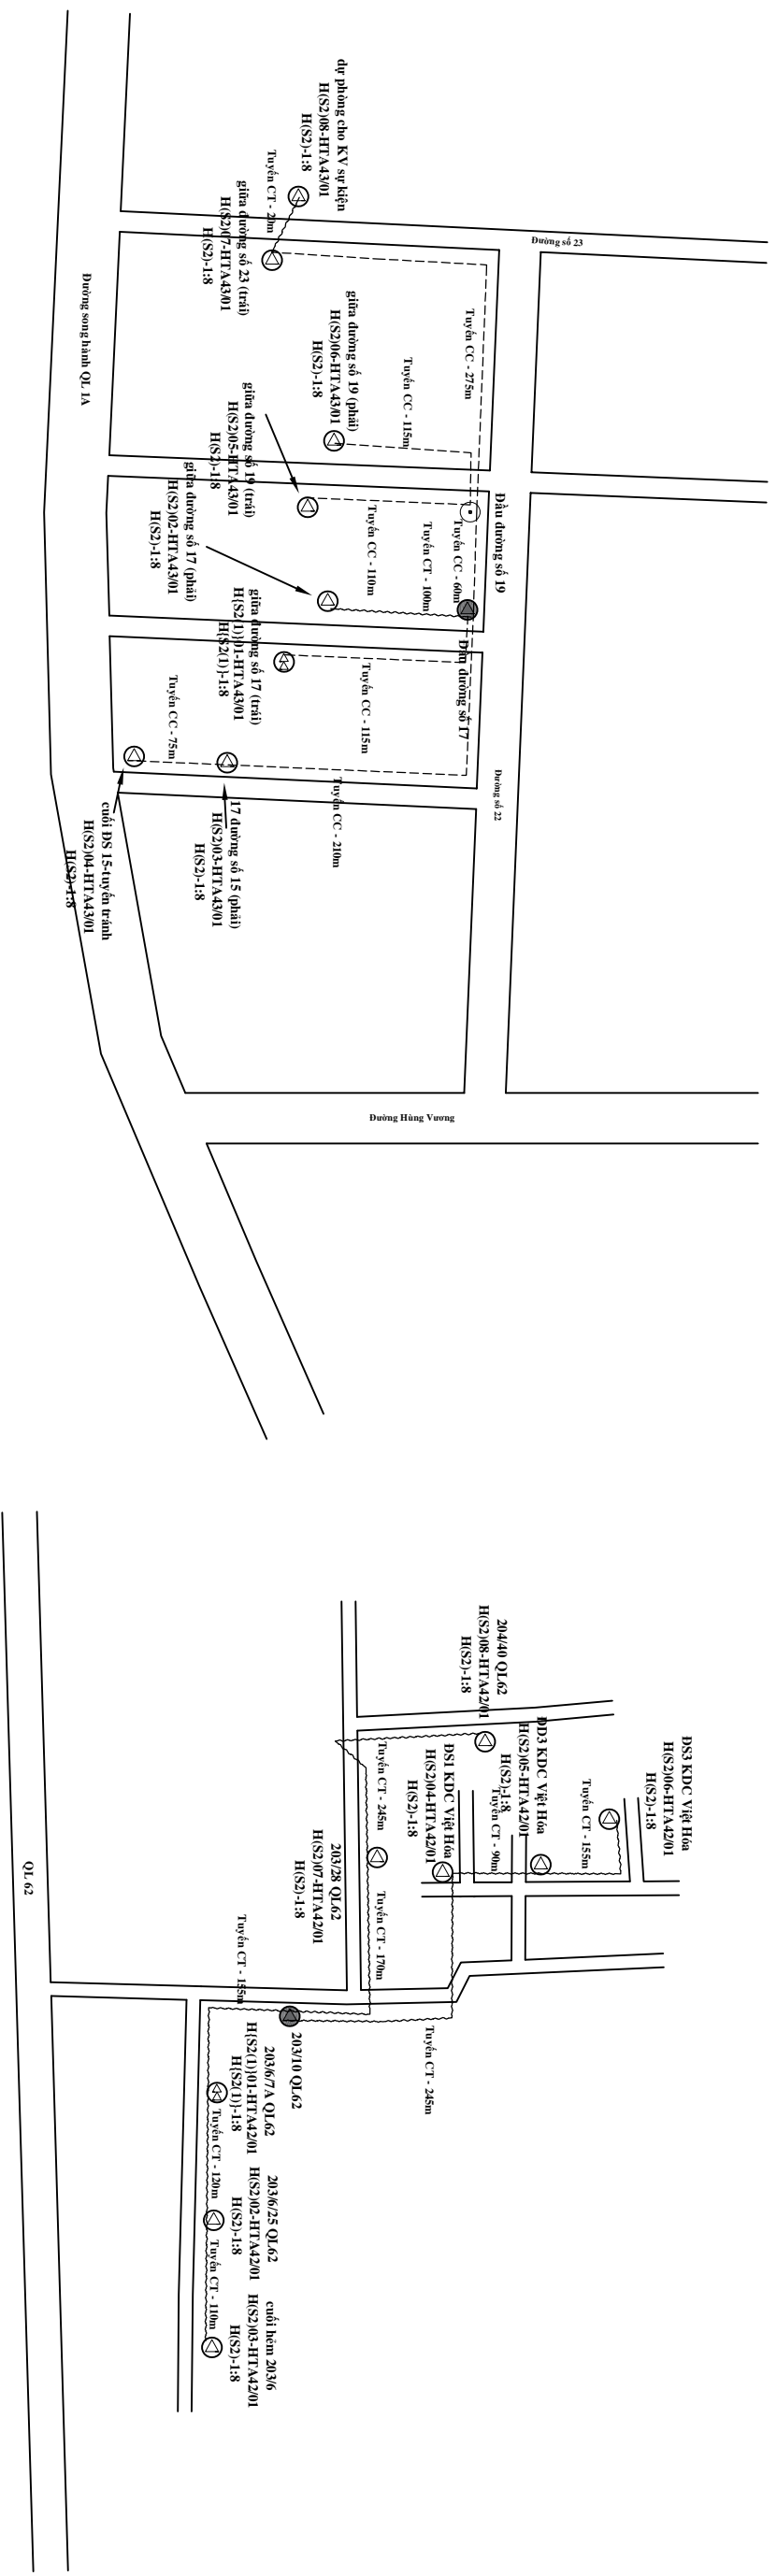 dự phòng cho KV sự kiện
H(S2)08-HTA43/01
H(S2)-1:8
Tuyến CT - 20m
giữa đường số 23 (trái)
H(S2)07-HTA43/01
H(S2)-1:8
Đường số 23
Đường song hành QL 1A
Tuyến CC - 275m
giữa đường số 19 (phải)
H(S2)06-HTA43/01
H(S2)-1:8
Tuyến CC - 115m
giữa đường số 19 (trái)
H(S2)05-HTA43/01
H(S2)-1:8
giữa đường số 17 (phải)
H(S2)02-HTA43/01
H(S2)-1:8
Đầu đường số 19
Tuyến CC - 60m
Tuyến CT - 100m
Tuyến CC - 110m
giữa đường số 17 (trái)
H{S2(1)}01-HTA43/01
H{S2(1)}-1:8
Đầu đường số 17
Tuyến CC - 115m
Tuyến CC - 75m
Đường số 22
Tuyến CC - 210m
17 đường số 15 (phải)
H(S2)03-HTA43/01
H(S2)-1:8
cuối ĐS 15-tuyến tránh
H(S2)04-HTA43/01
H(S2)-1:8
Đường Hùng Vương
204/40 QL62
H(S2)08-HTA42/01
H(S2)-1:8
ĐD3 KDC Việt Hóa
H(S2)05-HTA42/01
H(S2)-1:8
ĐS3 KDC Việt Hóa
H(S2)06-HTA42/01
H(S2)-1:8
ĐS1 KDC Việt Hóa
H(S2)04-HTA42/01
H(S2)-1:8
Tuyến CT - 245m
Tuyến CT - 90m
Tuyến CT - 155m
203/28 QL62
H(S2)07-HTA42/01
H(S2)-1:8
Tuyến CT - 170m
QL 62
Tuyến CT - 155m
Tuyến CT - 245m
203/10 QL62
203/6/7A QL62
H{S2(1)}01-HTA42/01
H{S2(1)}-1:8
Tuyến CT - 120m
203/6/25 QL62
H(S2)02-HTA42/01
H(S2)-1:8
Tuyến CT - 110m
cuối hẻm 203/6
H(S2)03-HTA42/01
H(S2)-1:8